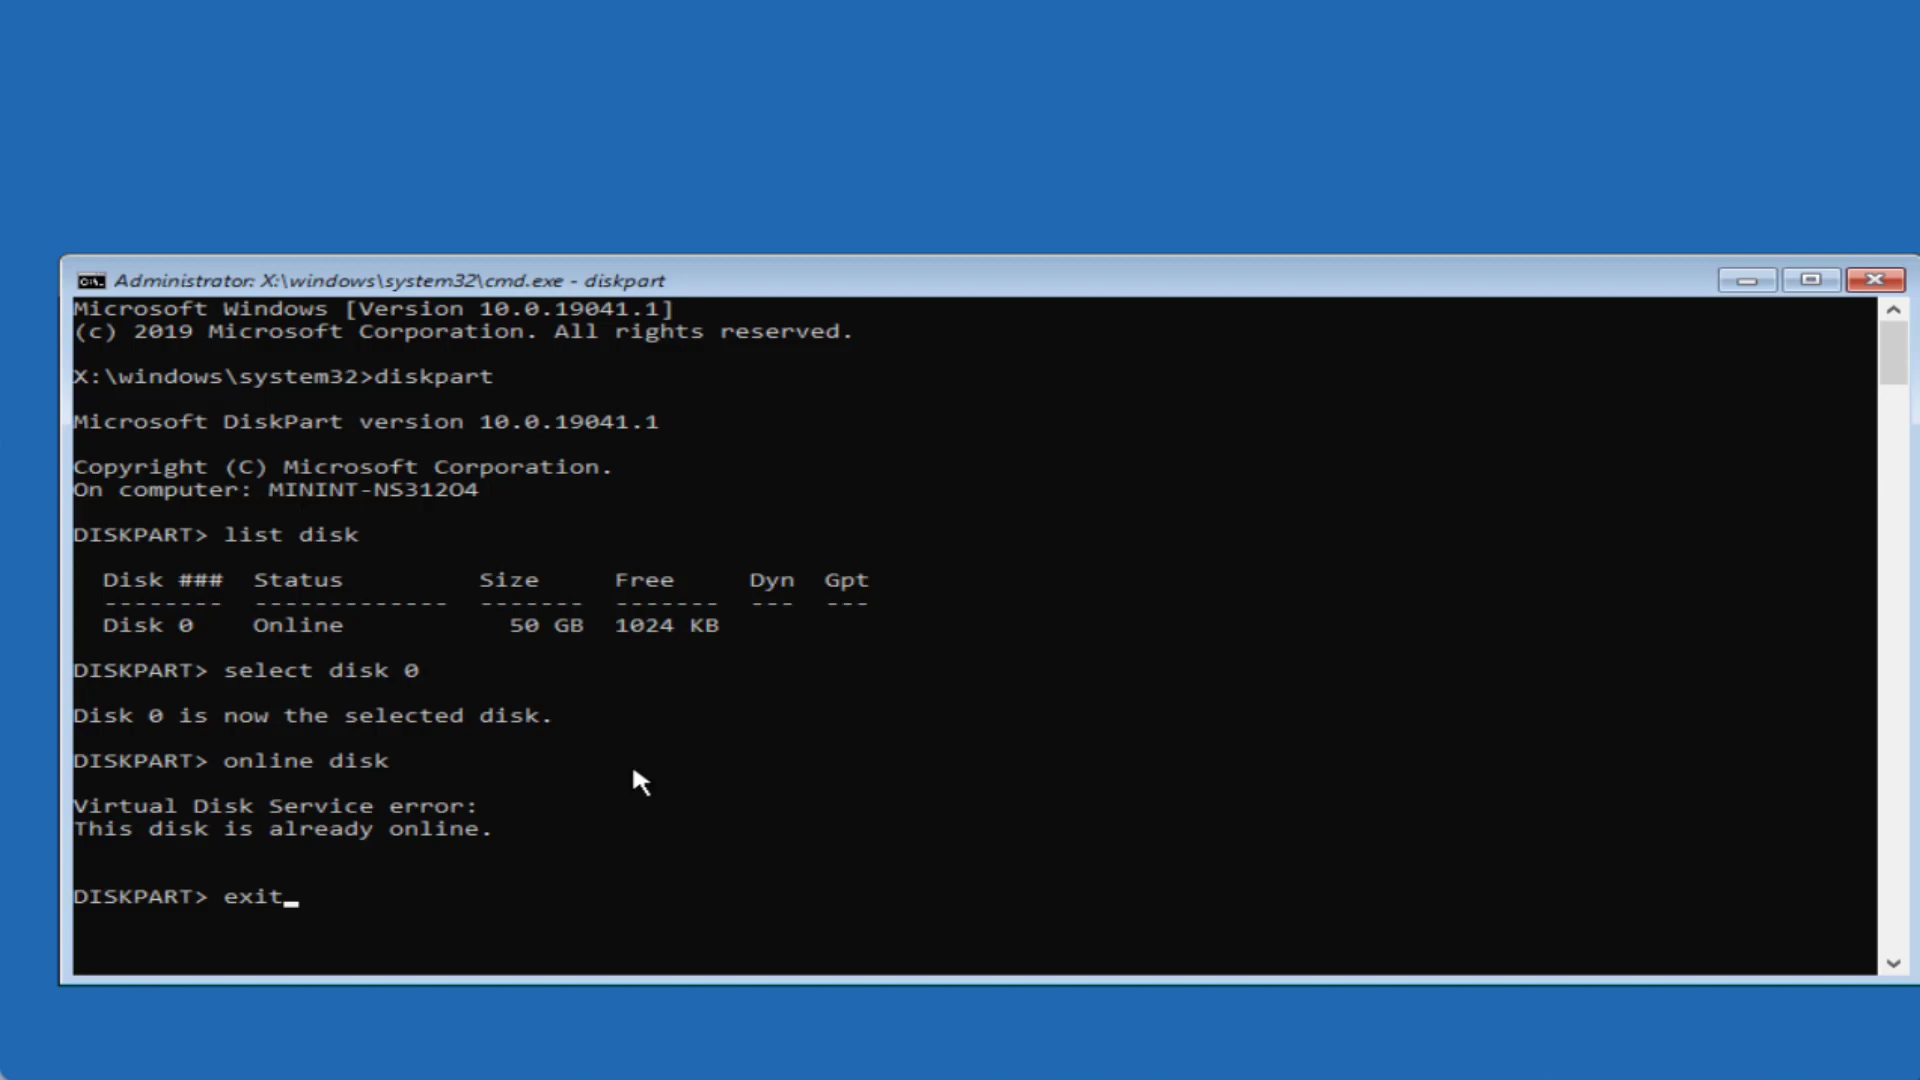 Administrator: X:\windows\system32\cmd.exe - diskpart
Microsoft Windows [Version 10.0.19041.1]
(c) 2019 Microsoft Corporation. All rights reserved.
X:\windows\system32>diskpart
Microsoft DiskPart version 10.0.19041.1
Copyright (C) Microsoft Corporation.
On computer: MININT-NS312O4
DISKPART> list disk
  Disk ###  Status         Size     Free     Dyn  Gpt
  --------  -------------  -------  -------  ---  ---
  Disk 0    Online           50 GB  1024 KB
DISKPART> select disk 0
Disk 0 is now the selected disk.
DISKPART> online disk
Virtual Disk Service error:
This disk is already online.
DISKPART> exit_